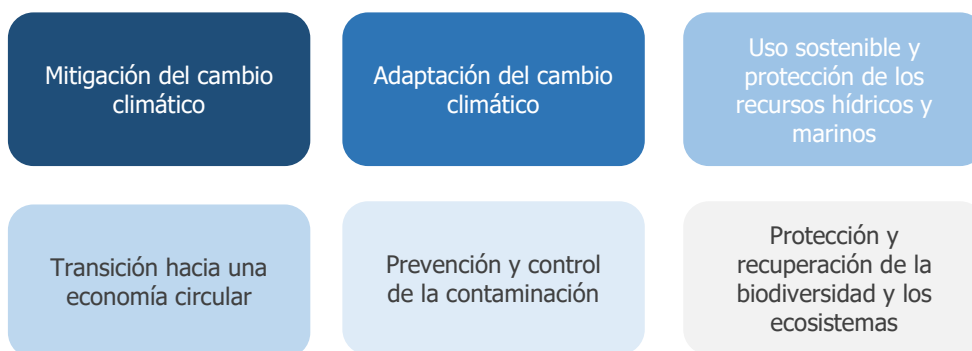 Mitigación del cambio
climático
Adaptación del cambio
climático
Uso sostenible y
protección de los
recursos hídricos y
marinos
Transición hacia una
economía circular
Prevención y control
de la contaminación
Protección y
recuperación de la
biodiversidad y los
ecosistemas